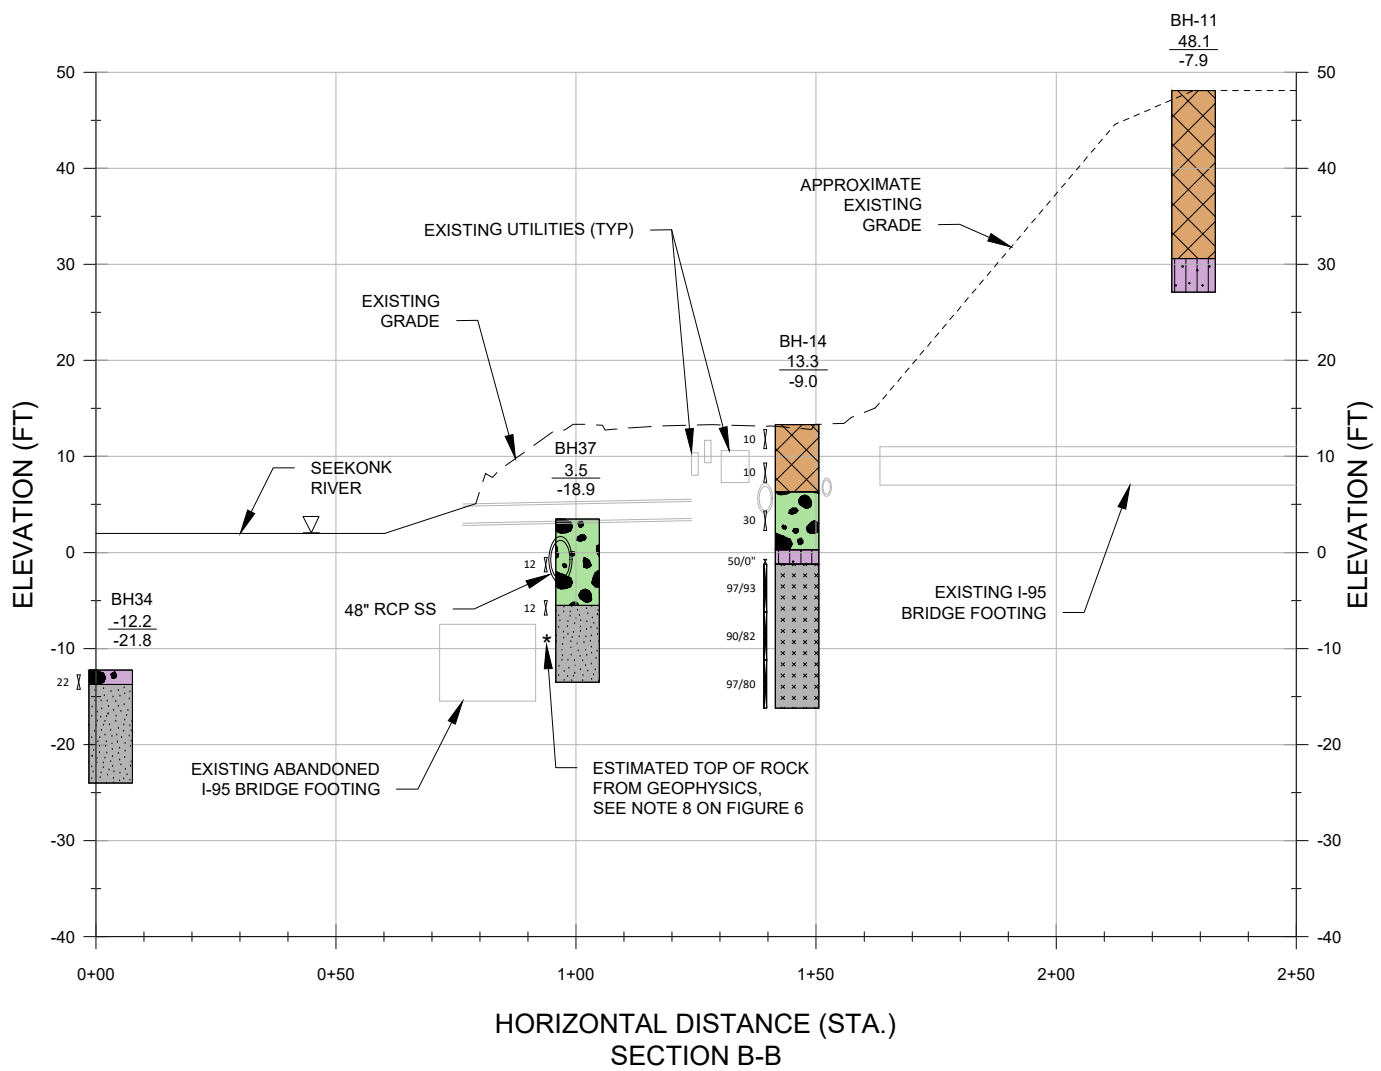 BH-11
48.1
-7.9
50
50
40
40
APPROXIMATE
EXISTING
GRADE
EXISTING UTILITIES (TYP)
30
30
EXISTING
GRADE
BH-14
13.3
-9.0
20
20
10
BH37
3.5
-18.9
10
10
10
SEEKONK
RIVER
30
0
0
12
50/0"
97/93
48" RCP SS
12
EXISTING I-95
BRIDGE FOOTING
BH34
-12.2
-21.8
*
90/82
-10
-10
22
97/80
-20
-20
EXISTING ABANDONED
I-95 BRIDGE FOOTING
ESTIMATED TOP OF ROCK
FROM GEOPHYSICS,
SEE NOTE 8 ON FIGURE 6
-30
-30
-40
-40
ELEVATION (FT)
ELEVATION (FT)
0+00
0+50
1+00
1+50
2+00
2+50
HORIZONTAL DISTANCE (STA.)
SECTION B-B